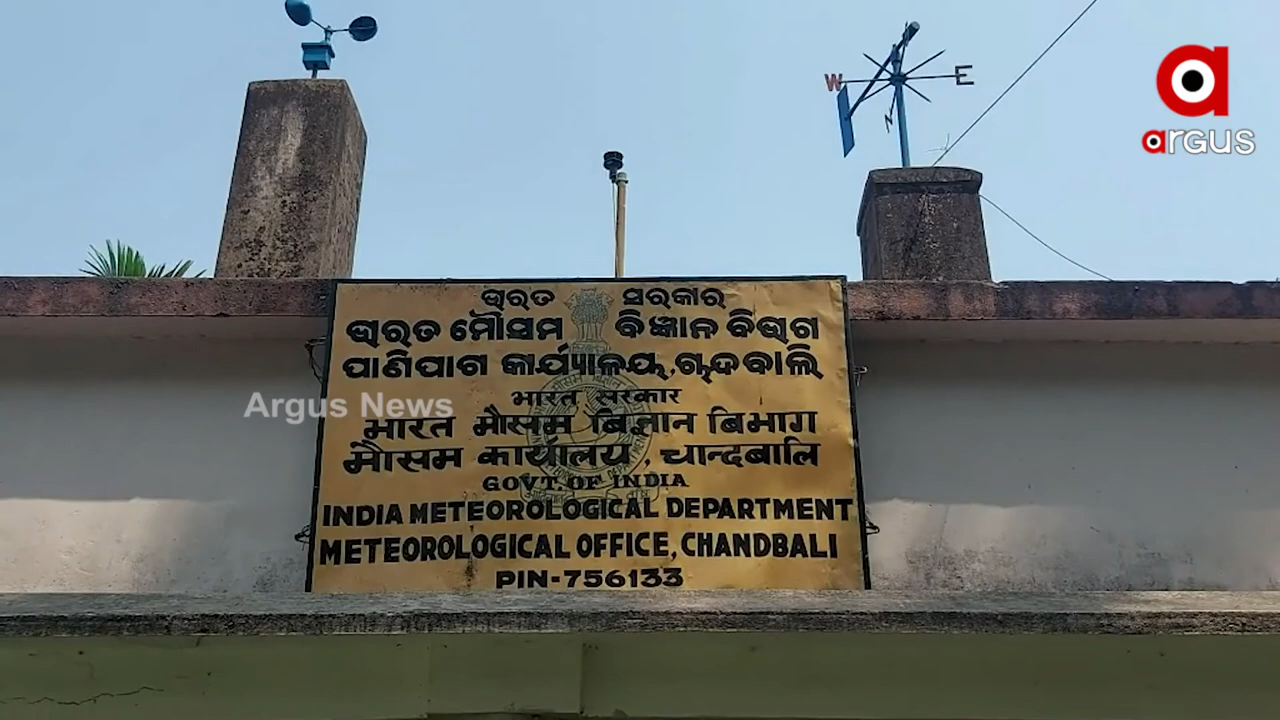 W E
N
a
arGUS
ଭାରତ ସରକାର
ଭାରତ ମୌସମ ବିଜ୍ଞାନ ବିଭାଗ
ପାଣିପାଗ କାର୍ଯ୍ୟାଳୟ, ଚାନ୍ଦବାଲି
भारत सरकार
Argus News
भारत मौसम बिज्ञान बिभाग
मौसम कार्यालय , चान्दबालि
GOVT. OF INDIA
INDIA METEOROLOGICAL DEPARTMENT
METEOROLOGICAL OFFICE, CHANDBALI
PIN-756133